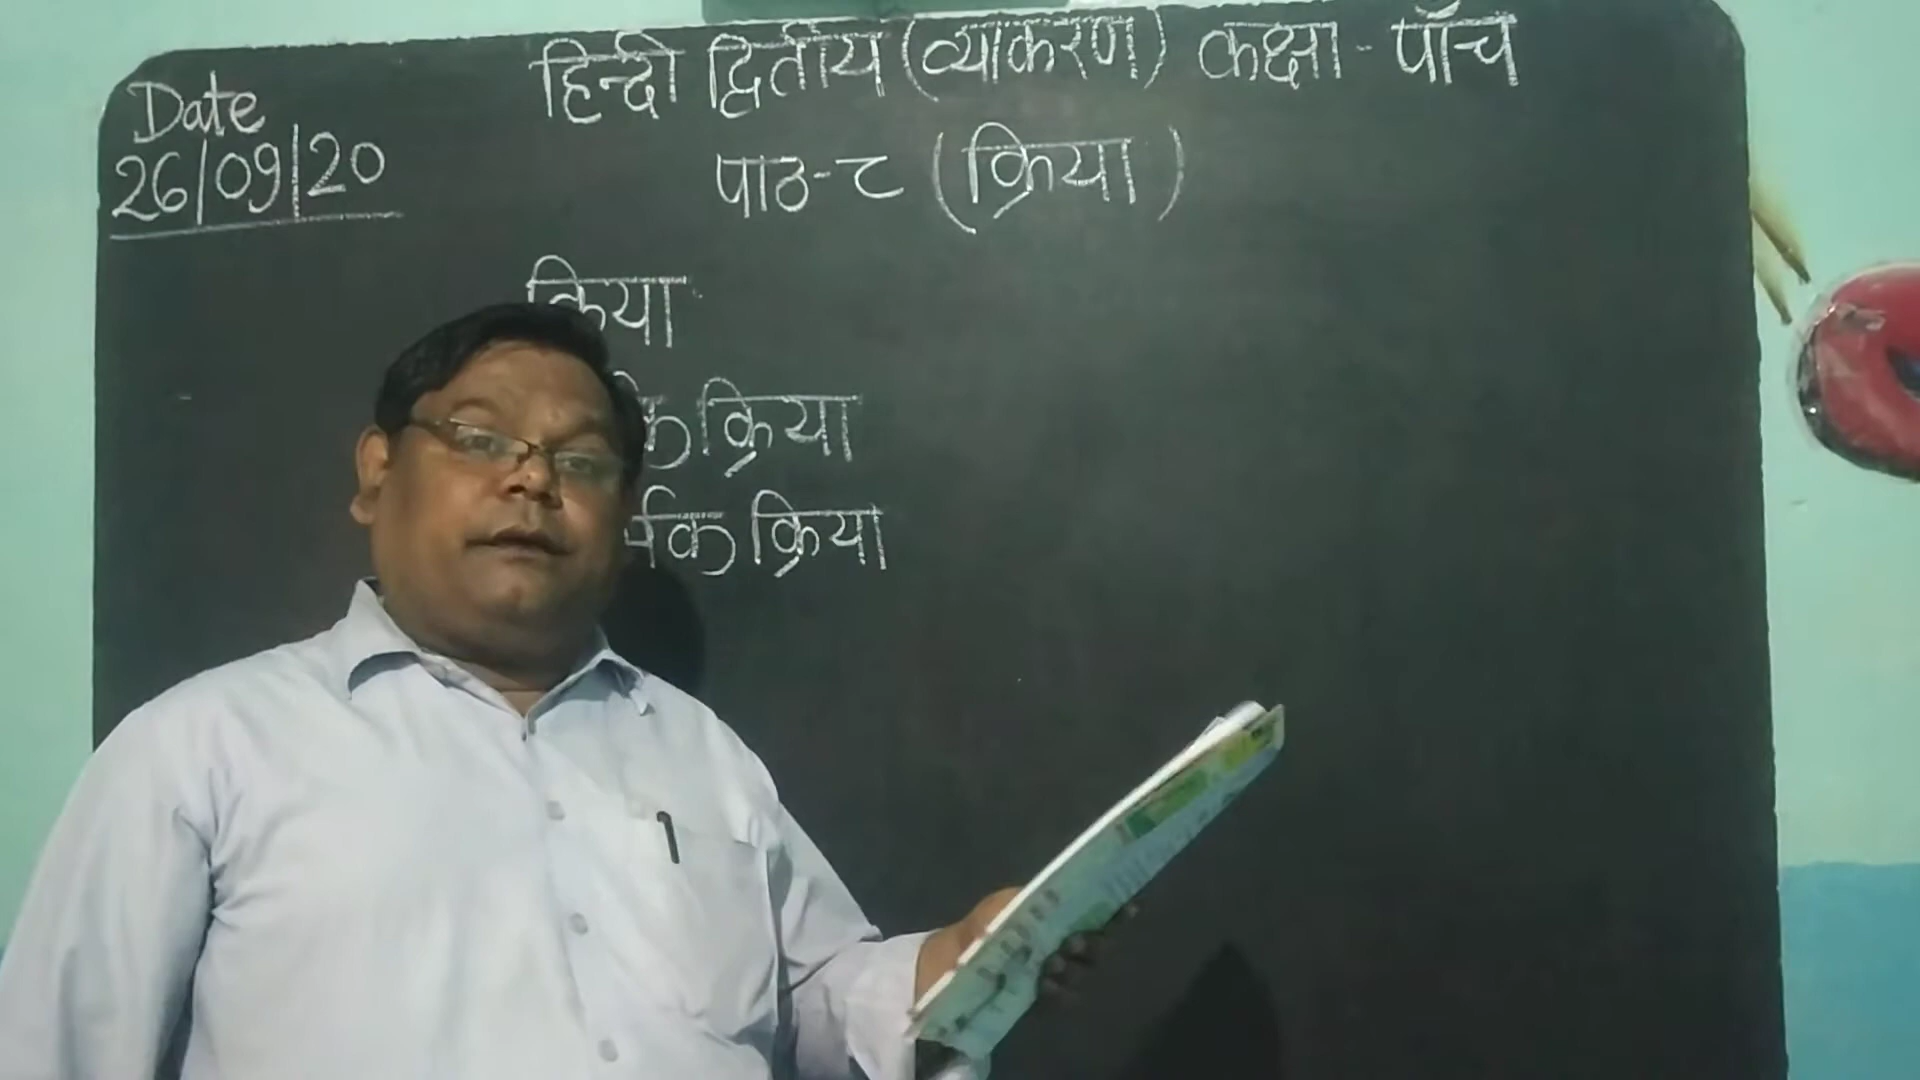 हिन्दी द्वितीय (व्याकरण) कक्षा - पाँच
Date
26/09/20
पाठ-८ (क्रिया)
क्रिया
क्रिया
क्रिया